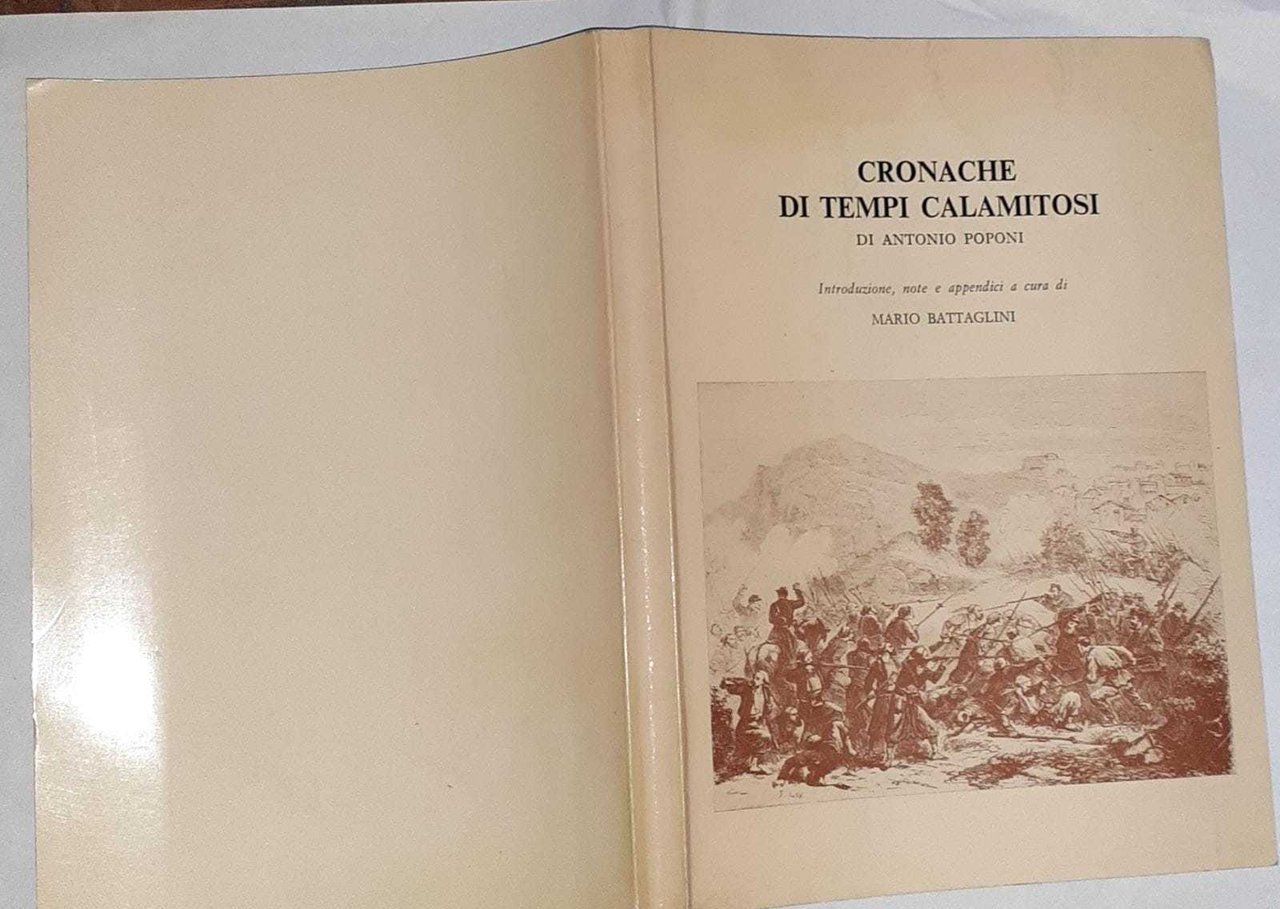 CRONACHE
DI TEMPI CALAMITOSI
DI ANTONIO POPONI
Introduzione, note e appendici a cura di
MARIO BATTAGLINI